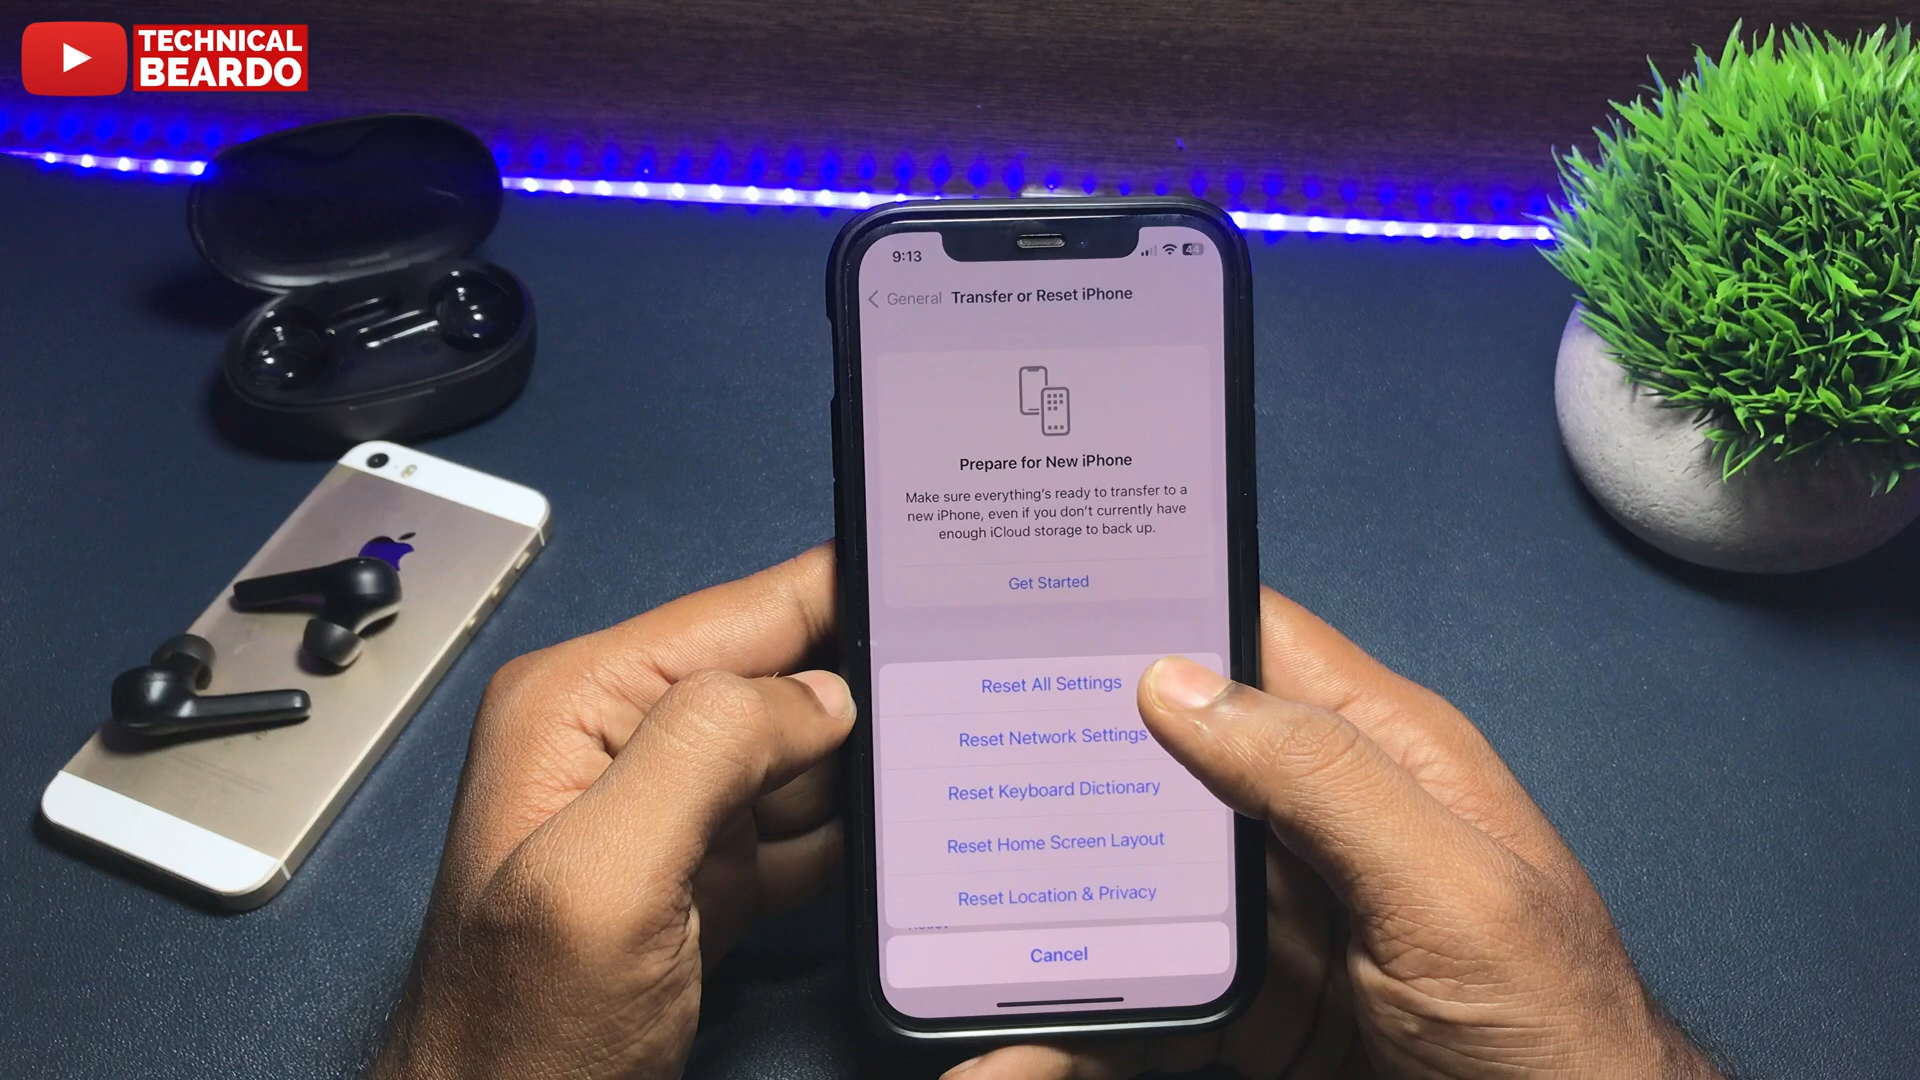 TECHNICAL
BEARDO
9:13
44
General
Transfer or Reset iPhone
Prepare for New iPhone
Make sure everything's ready to transfer to a
new iPhone, even if you don't currently have
enough iCloud storage to back up.
Get Started
Reset All Settings
Reset Network Settings
Reset Keyboard Dictionary
Reset Home Screen Layout
Reset Location & Privacy
Cancel